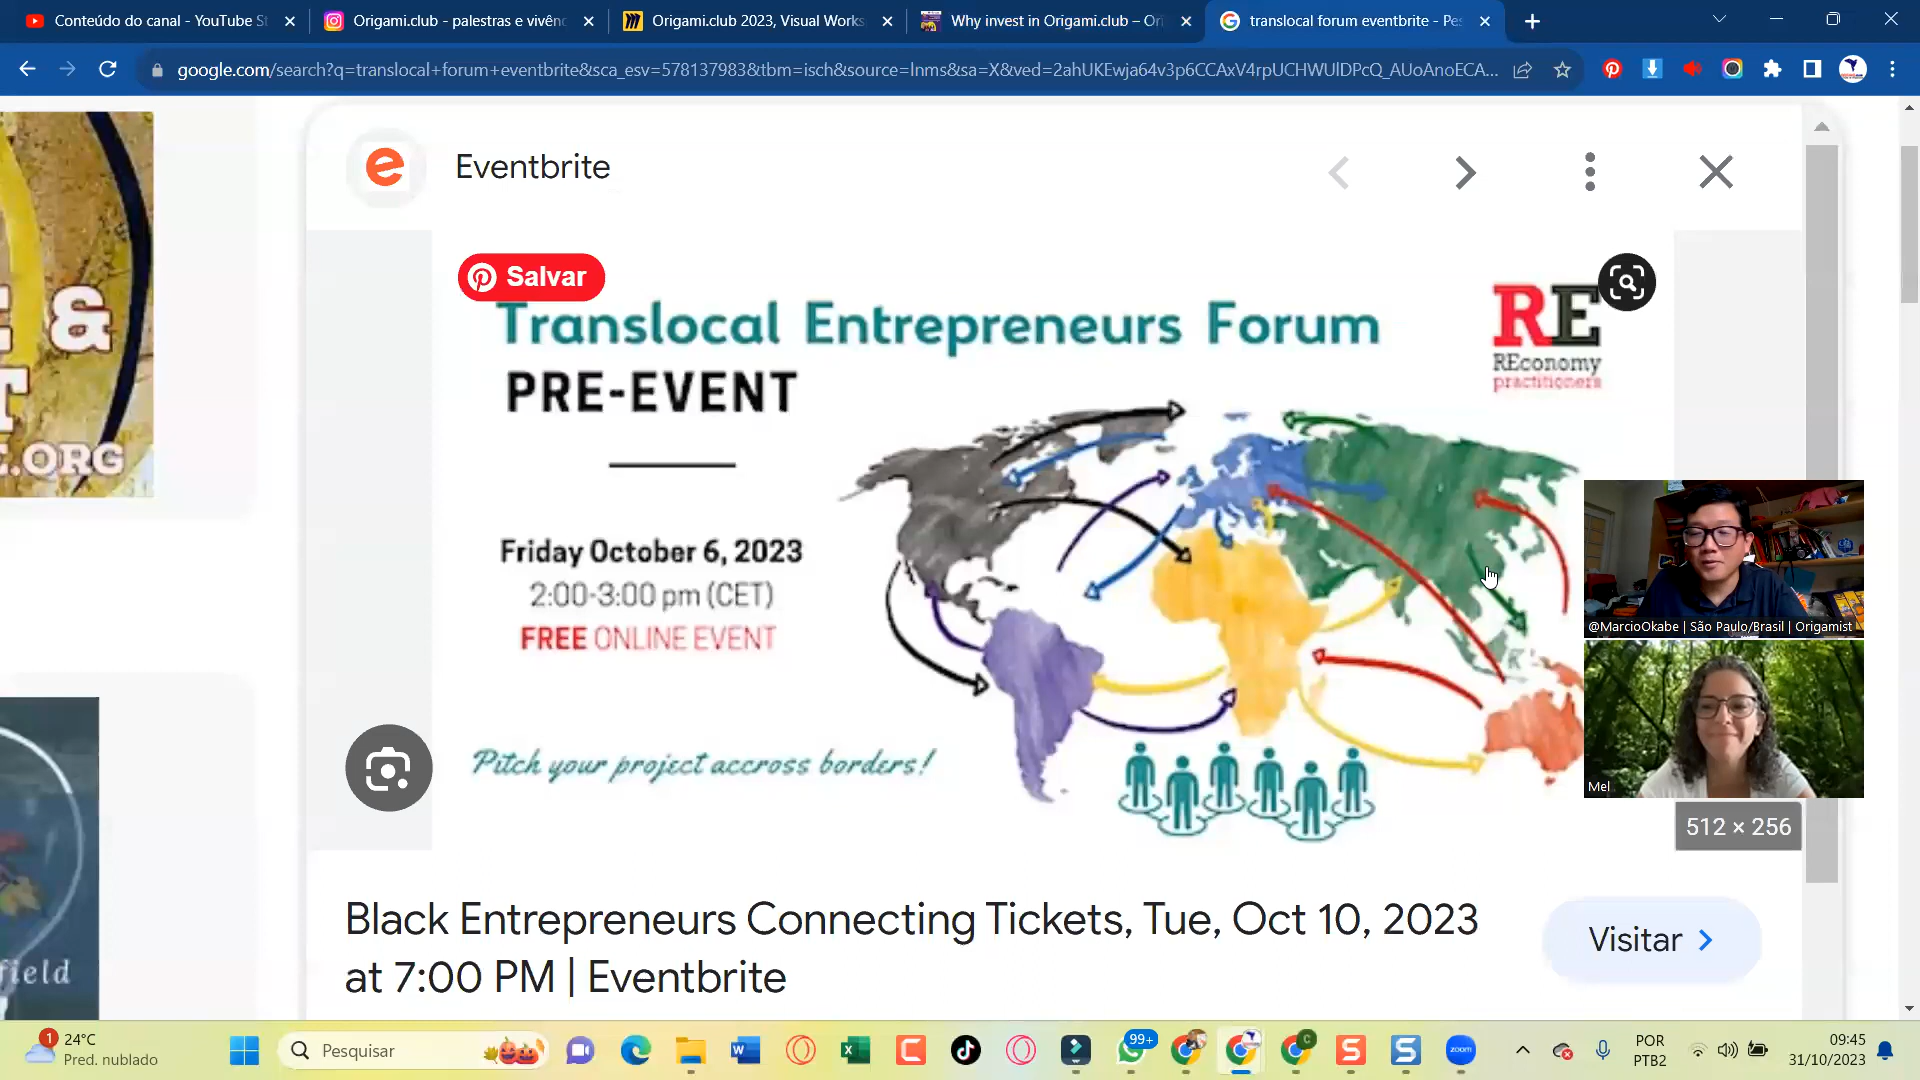 Conteúdo do canal - YouTube St
Origami.club - palestras e vivênc
Origami.club 2023, Visual Works
Why invest in Origami.club – Ori
translocal forum eventbrite - Pes
google.com/search?q=translocal+forum+eventbrite&sca_esv=578137983&tbm=isch&source=lnms&sa=X&ved=2ahUKEwja64v3p6CCAxV4rpUCHWUlDPcQ_AUoAnoECA...
Eventbrite
Salvar
Translocal Entrepreneurs Forum
PRE-EVENT
RE
REconomy
practitioners
Friday October 6, 2023
2:00-3:00 pm (CET)
FREE ONLINE EVENT
Pitch your project accross borders!
E &
T
E.ORG
field
@MarcioOkabe | São Paulo/Brasil | Origamist
Mel
512 × 256
Black Entrepreneurs Connecting Tickets, Tue, Oct 10, 2023
at 7:00 PM | Eventbrite
Visitar
1
24°C
Pred. nublado
Pesquisar
99+
C
zoom
POR
PTB2
09:45
31/10/2023